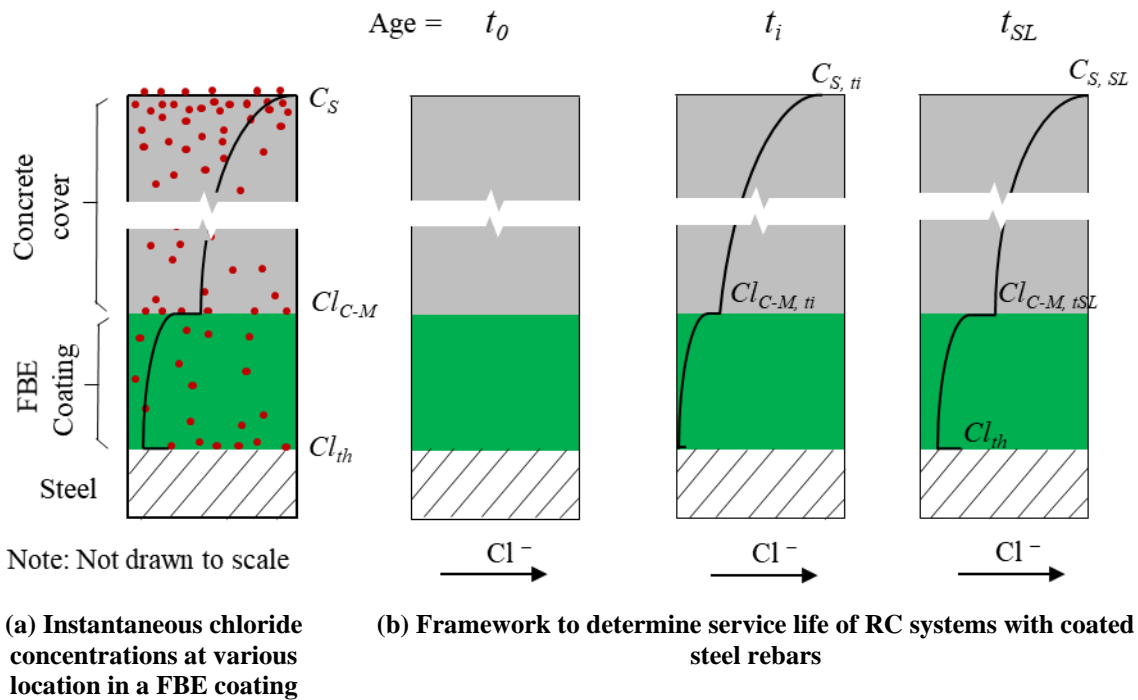 Age = t0 ti tSL
CS
CS, ti
CS, SL
Concrete
cover
ClC-M
ClC-M, ti
ClC-M, tSL
FBE
Coating
Clth
Clth
Steel
Note: Not drawn to scale
Cl – Cl – Cl –
(a) Instantaneous chloride
concentrations at various
location in a FBE coating
(b) Framework to determine service life of RC systems with coated
steel rebars